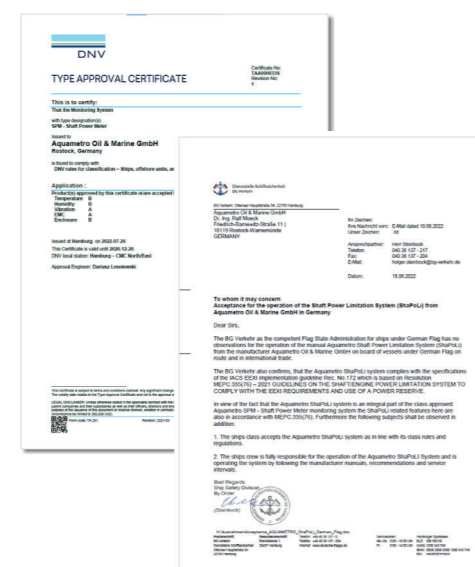 DNV
Certificate No:
TAA0000326
Revision No:
1
TYPE APPROVAL CERTIFICATE
This is to certify:
That the Monitoring System
with type designation(s)
SPM - Shaft Power Meter
Issued to
Aquametro Oil & Marine GmbH
Rostock, Germany
is found to comply with
DNV rules for classification – Ships, offshore units, an
Application :
Product(s) approved by this certificate is/are accepted
Temperature B
Humidity B
Vibration A
EMC A
Enclosure B
Issued at Hamburg on 2022-07-26
This Certificate is valid until 2026-12-20.
DNV local station: Hamburg – CMC North/East
Approval Engineer: Dariusz Lesniewski
Dienststelle Schiffssicherheit
BG Verkehr
Aquametro Oil & Marine GmbH
Dr. Ing. Ralf Moeck
Friedrich-Barnewitz-Straße 11 |
18119 Rostock-Warnemünde
GERMANY
Ihr Zeichen:
Ihre Nachricht vom: E-Mail dated 10.08.2022
Unser Zeichen:
Ansprechpartner: Herr Steinbock
Telefon: 040 36 137 - 217
Fax: 040 36 137 - 204
E-Mail: holger.steinbock@bg-verkehr.de
Datum: 15.08.2022
To whom it may concern
Acceptance for the operation of the Shaft Power Limitation System (ShaPoLi) from
Aquametro Oil & Marine GmbH in Germany
Dear Sirs,
The BG Verkehr as the competent Flag State Administration for ships under German Flag has no
observations for the operation of the manual Aquametro Shaft Power Limitation System (ShaPoLi)
from the manufacturer Aquametro Oil & Marine GmbH on board of vessels under German Flag on
route and in international trade.
The BG Verkehr also confirms, that the Aquametro ShaPoLi system complies with the specifications
of the IACS EEXI implementation guideline Rec. No.172 which is based on Resolution
MEPC.335(76) – 2021 GUIDELINES ON THE SHAFT/ENGINE POWER LIMITATION SYSTEM TO
COMPLY WITH THE EEXI REQUIREMENTS AND USE OF A POWER RESERVE.
In view of the fact that the Aquametro ShaPoLi system is an integral part of the class approved
Aquametro SPM - Shaft Power Meter monitoring system the ShaPoLi related features here are
also in accordance with MEPC.335(76). Furthermore the following subjects shall be observed in
addition:
1. The ships class accepts the Aquametro ShaPoLi system as in line with its class rules and
regulations.
2. The ship crew is fully responsible for the operation of the Aquametro ShaPoLI System and is
operating the system by following the manufacturer manuals, recommendations and service
intervals.
Best Regards
Ship Safety Division
By Order
(Steinbock)